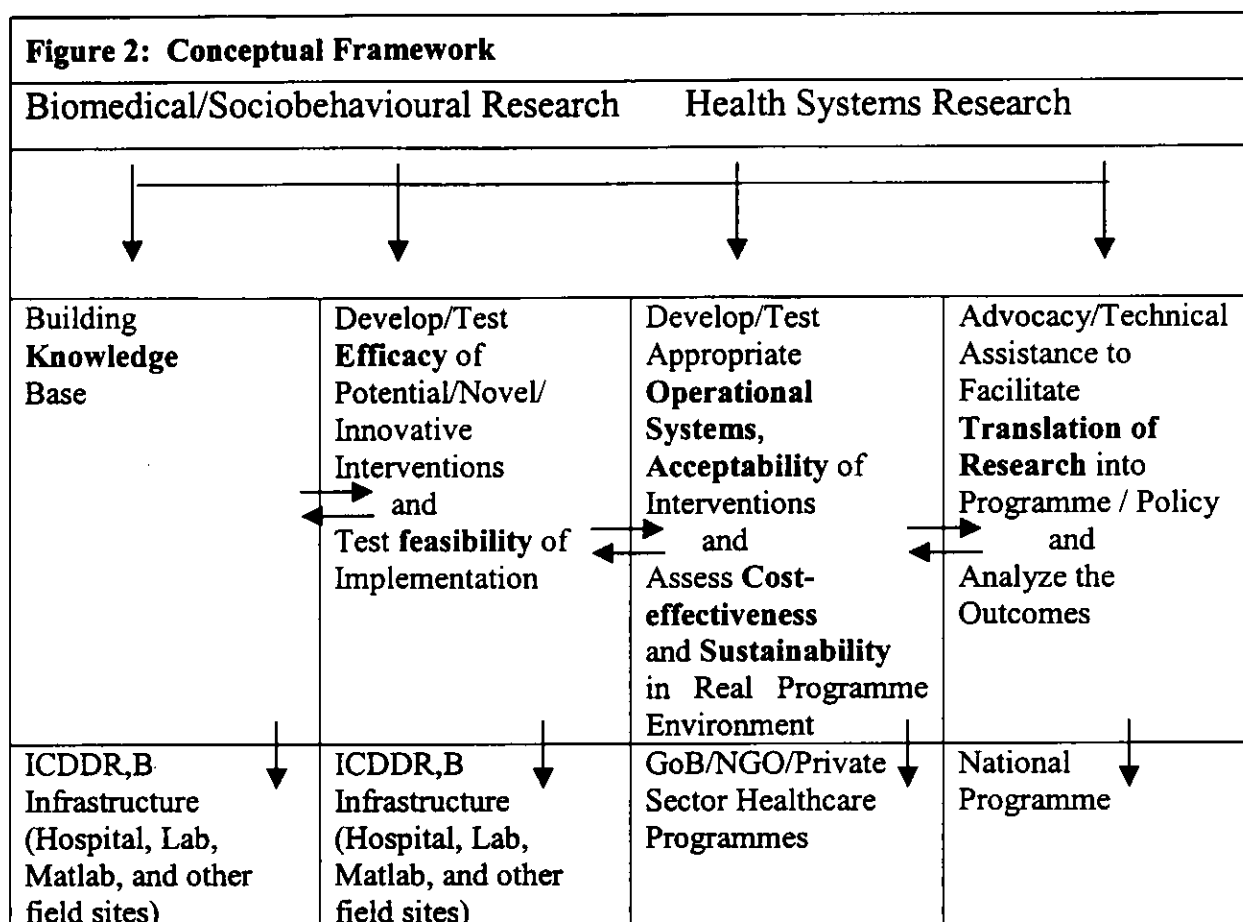 Figure 2: Conceptual Framework
Biomedical/Sociobehavioural Research Health Systems Research
Building
Knowledge
Base
Develop/Test
Efficacy of
Potential/Novel/
Innovative
Interventions
and
Test feasibility of
Implementation
Develop/Test
Appropriate
Operational
Systems,
Acceptability of
Interventions
and
Assess Cost-
effectiveness
and Sustainability
in Real Programme
Environment
Advocacy/Technical
Assistance to
Facilitate
Translation of
Research into
Programme / Policy
and
Analyze the
Outcomes
ICDDR,B
Infrastructure
(Hospital, Lab,
Matlab, and other
field sites)
ICDDR,B
Infrastructure
(Hospital, Lab,
Matlab, and other
field sites)
GoB/NGO/Private
Sector Healthcare
Programmes
National
Programme